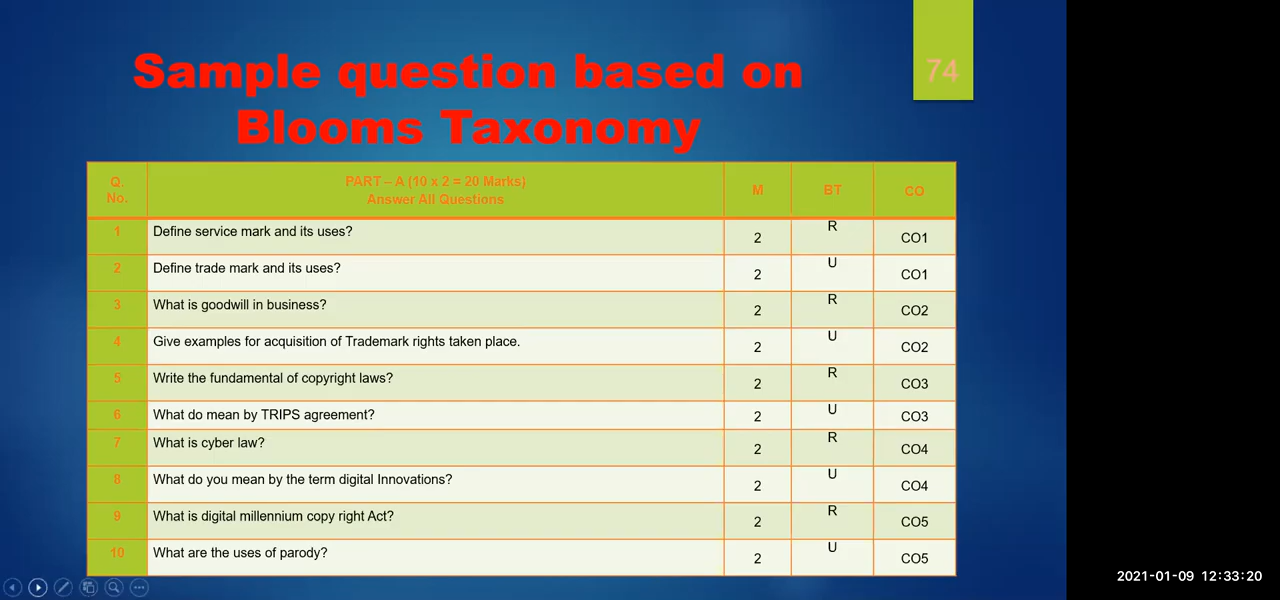 74
Sample question based on
Blooms Taxonomy
Q. No. PART – A (10 x 2 = 20 Marks) Answer All Questions M BT CO
1 Define service mark and its uses? 2 R CO1
2 Define trade mark and its uses? 2 U CO1
3 What is goodwill in business? 2 R CO2
4 Give examples for acquisition of Trademark rights taken place. 2 U CO2
5 Write the fundamental of copyright laws? 2 R CO3
6 What do mean by TRIPS agreement? 2 U CO3
7 What is cyber law? 2 R CO4
8 What do you mean by the term digital Innovations? 2 U CO4
9 What is digital millennium copy right Act? 2 R CO5
10 What are the uses of parody? 2 U CO5
2021-01-09 12:33:20